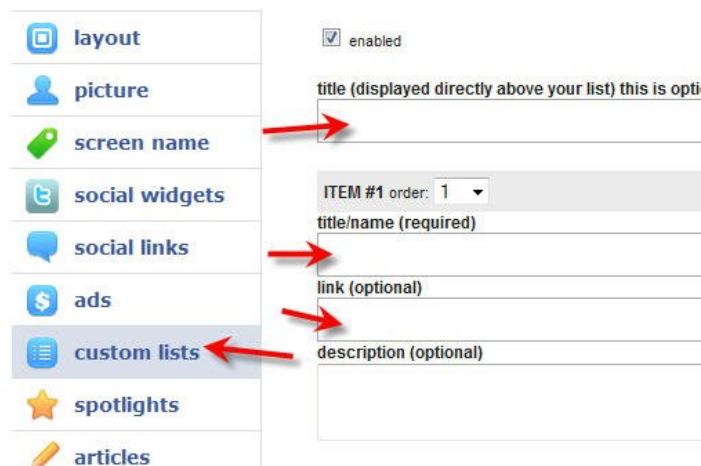 layout
picture
screen name
social widgets
social links
ads
custom lists
spotlights
articles
enabled
title (displayed directly above your list) this is
ITEM #1 order: 1
title/name (required)
link (optional)
description (optional)